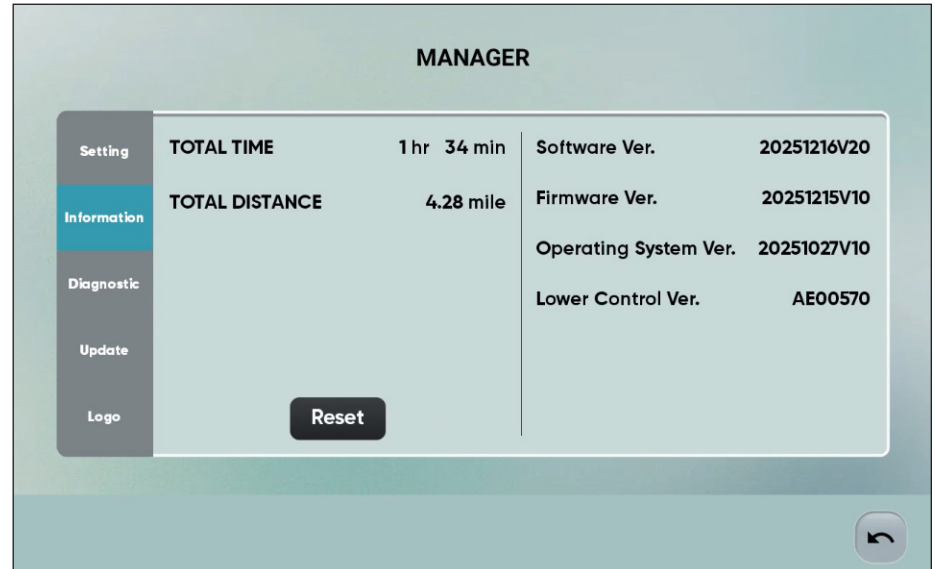 MANAGER
Setting
Information
Diagnostic
Update
Logo
TOTAL TIME 1 hr 34 min
TOTAL DISTANCE 4.28 mile
Reset
Software Ver. 20251216V20
Firmware Ver. 20251215V10
Operating System Ver. 20251027V10
Lower Control Ver. AE00570